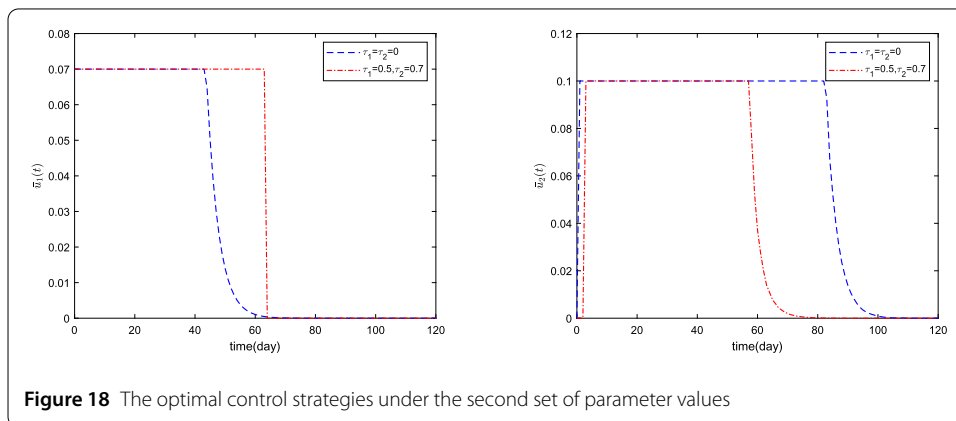 0.08
0.07
0.06
0.05
0.04
0.03
0.02
0.01
0
ū₁(t)
0 20 40 60 80 100 120
time(day)
τ₁=τ₂=0
τ₁=0.5,τ₂=0.7
0.12
0.1
0.08
0.06
0.04
0.02
0
ū₂(t)
0 20 40 60 80 100 120
time(day)
τ₁=τ₂=0
τ₁=0.5,τ₂=0.7
Figure 18 The optimal control strategies under the second set of parameter values